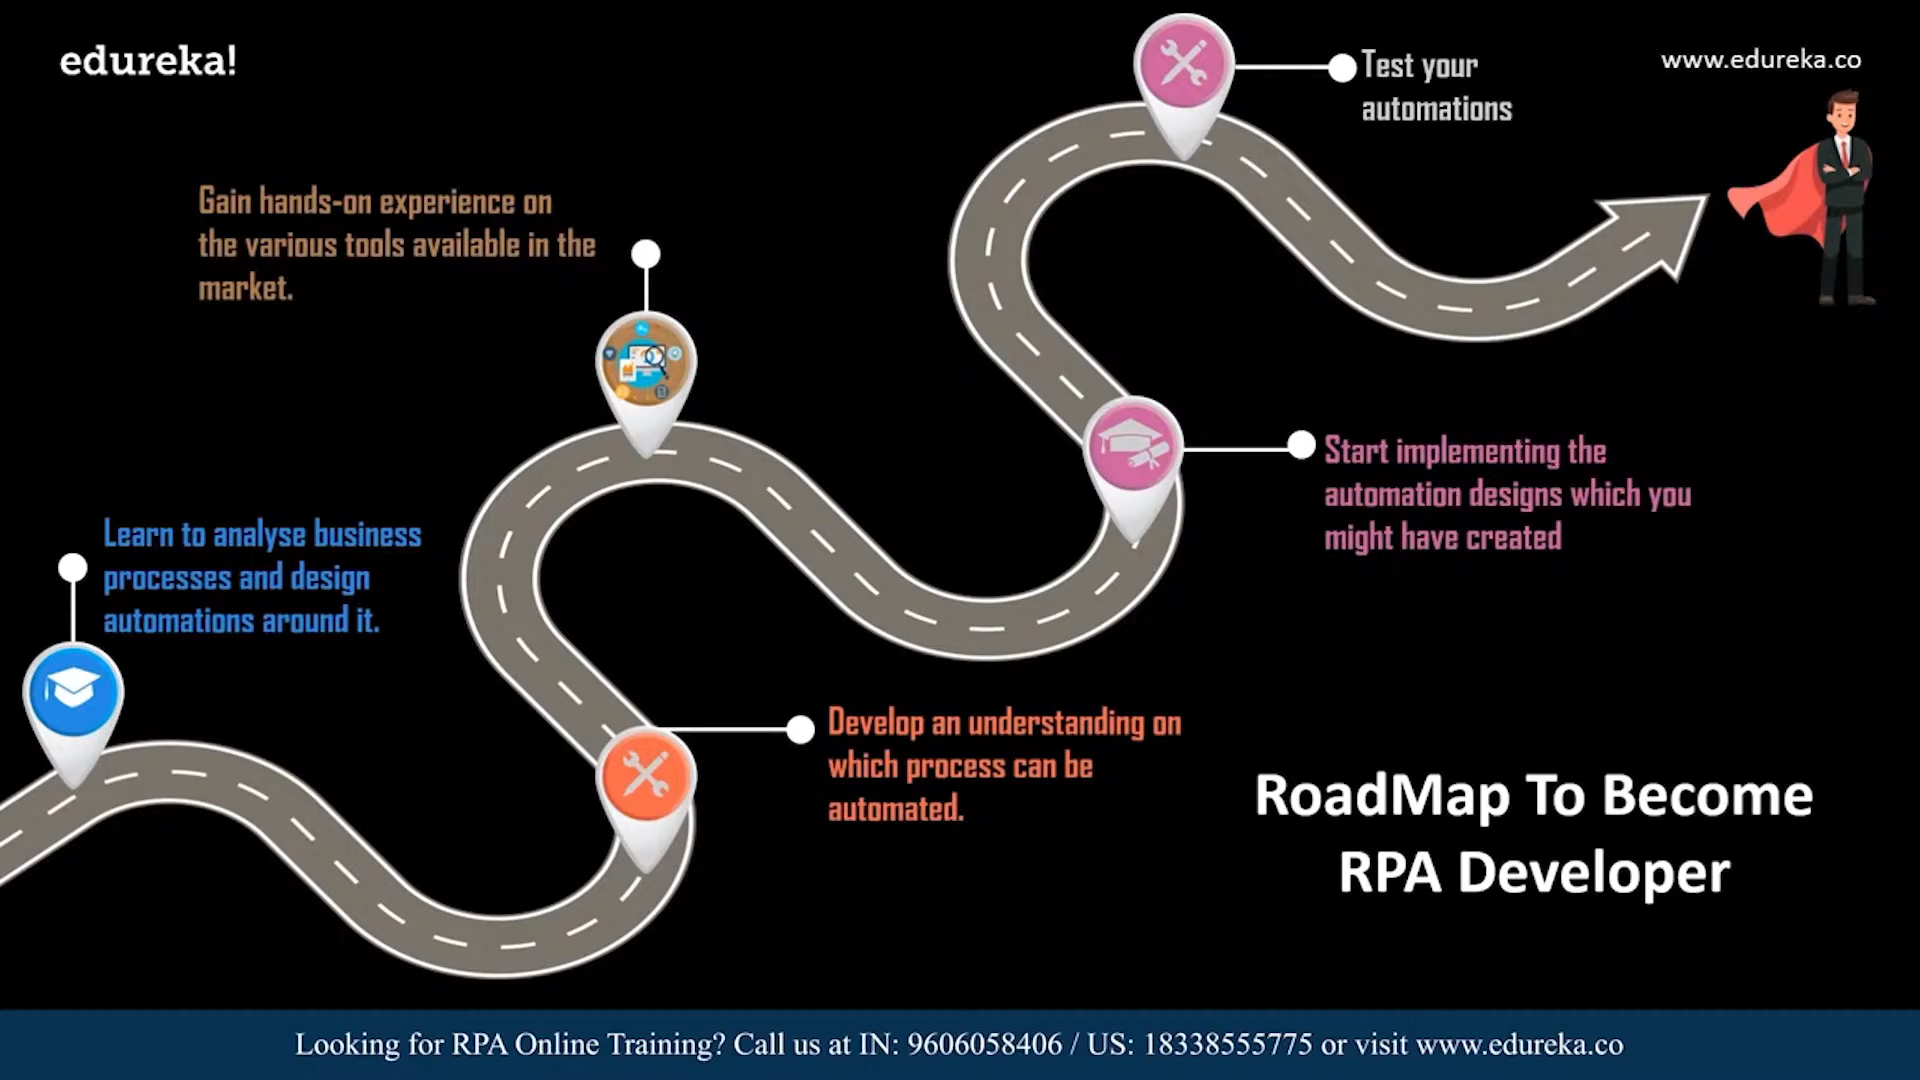 edureka!
www.edureka.co
Test your
automations
Gain hands-on experience on
the various tools available in the
market.
Start implementing the
automation designs which you
might have created
Learn to analyse business
processes and design
automations around it.
Develop an understanding on
which process can be
automated.
RoadMap To Become
RPA Developer
Looking for RPA Online Training? Call us at IN: 9606058406 / US: 18338555775 or visit www.edureka.co